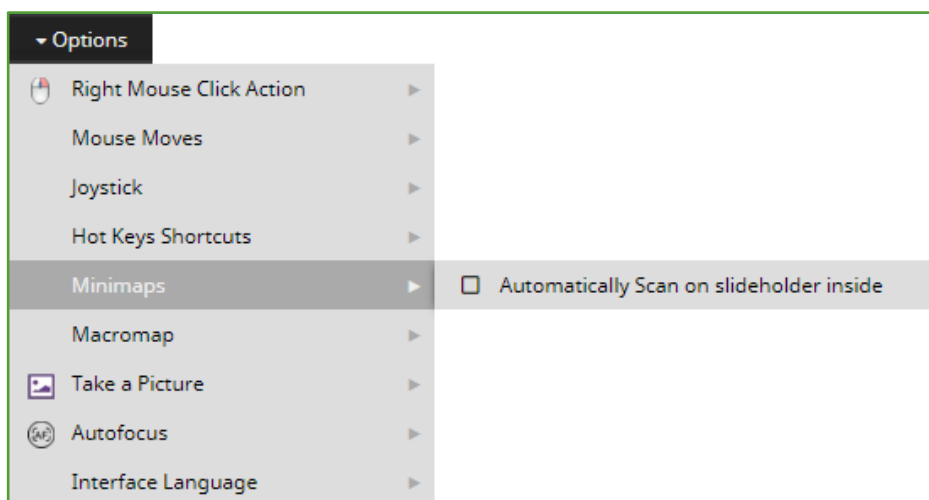 Options
Right Mouse Click Action
Mouse Moves
Joystick
Hot Keys Shortcuts
Minimaps
Automatically Scan on slideholder inside
Macromap
Take a Picture
AF Autofocus
Interface Language